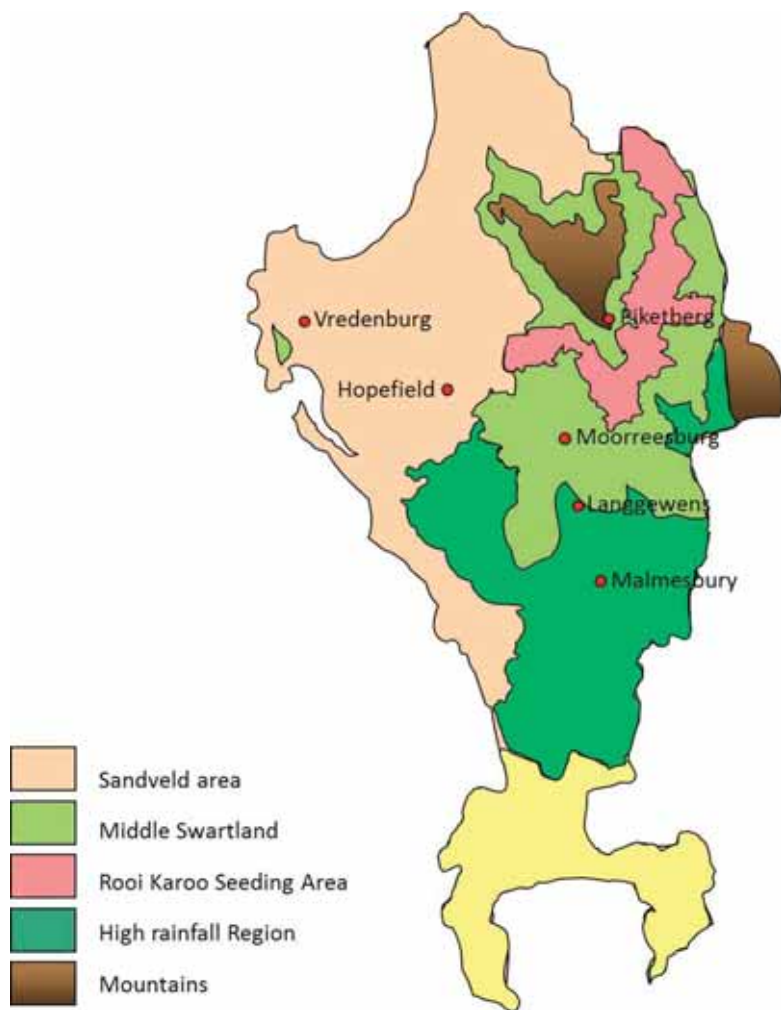 Vredenburg
Piketberg
Hopefield
Moorreesburg
Langgewens
Malmesbury
Sandveld area
Middle Swartland
Rooi Karoo Seeding Area
High rainfall Region
Mountains